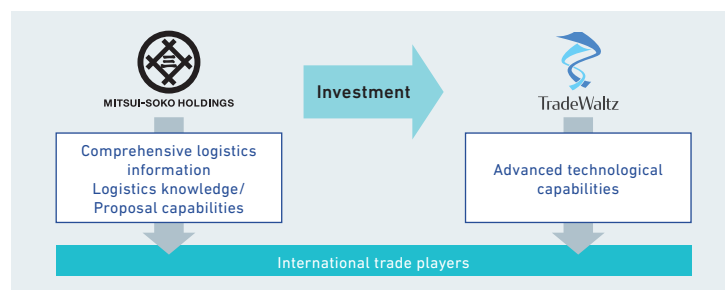 MITSUI-SOKO HOLDINGS
Investment
TradeWaltz
Comprehensive logistics
information
Logistics knowledge/
Proposal capabilities
Advanced technological
capabilities
International trade players